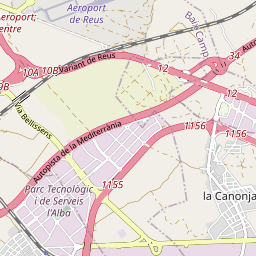 Aeroport
de Reus
Aeroport;
entre
Baix Camp
Variant de Reus
10A
10B
34
12
12
9B
Via Bellissens
Autopista de la Mediterrània
1156
1156
1155
Parc Tecnològic
i de Serveis
l'Alba
la Canonja